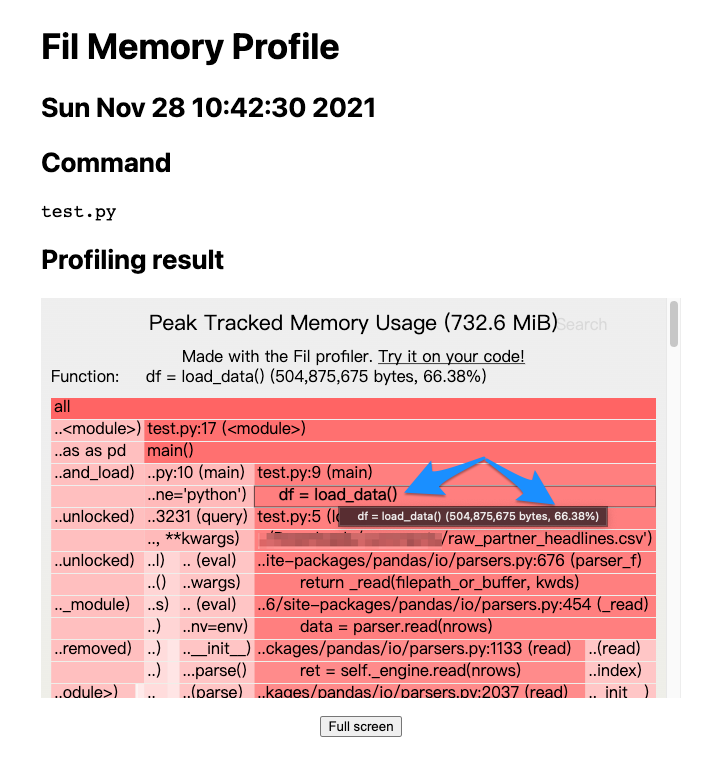 Fil Memory Profile
Sun Nov 28 10:42:30 2021
Command
test.py
Profiling result
Peak Tracked Memory Usage (732.6 MiB)
Search
Made with the Fil profiler. Try it on your code!
Function: df = load_data() (504,875,675 bytes, 66.38%)
all
..<module>) test.py:17 (<module>)
..as as pd main()
..and_load) ..py:10 (main) test.py:9 (main)
..ne='python') df = load_data()
..unlocked) ..3231 (query) test.py:5 (l
df = load_data() (504,875,675 bytes, 66.38%)
.., **kwargs) /raw_partner_headlines.csv')
..unlocked) ..l) .. (eval) ..ite-packages/pandas/io/parsers.py:676 (parser_f)
..() ..wargs) return _read(filepath_or_buffer, kwds)
.._module) ..s) .. (eval) ..6/site-packages/pandas/io/parsers.py:454 (_read)
..) ..nv=env) data = parser.read(nrows)
..removed) ..) ..__init__) ..ckages/pandas/io/parsers.py:1133 (read) ..(read)
..) ...parse() ret = self._engine.read(nrows) ..index)
..odule>) .. ..(parse) ..kages/pandas/io/parsers.py:2037 (read) ..__init__)
Full screen